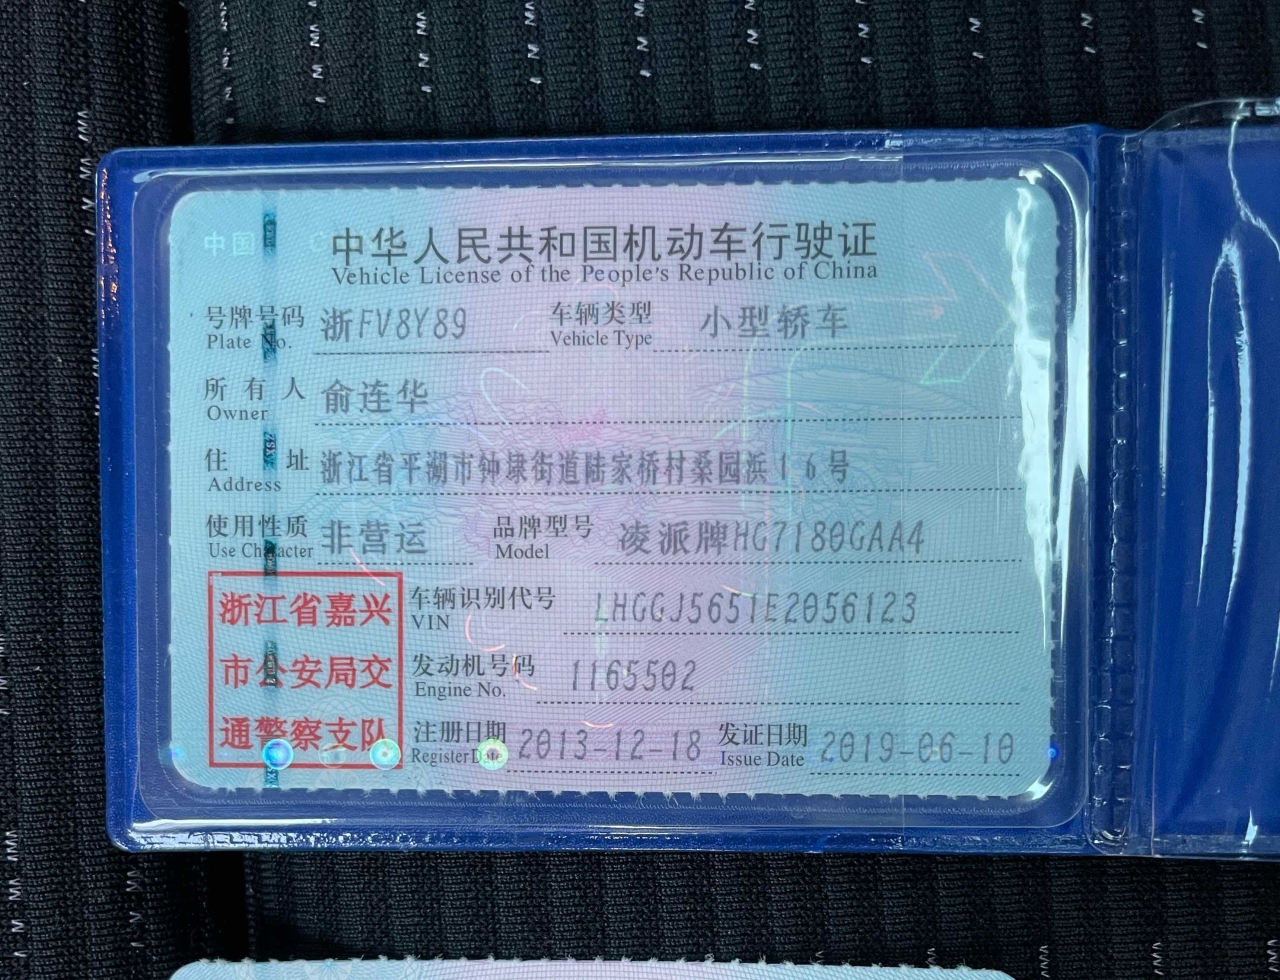 中国
中华人民共和国机动车行驶证
Vehicle License of the People's Republic of China
号牌号码 浙FV8Y89 车辆类型 小型轿车
Plate No. Vehicle Type
所有人 俞连华
Owner
住址 浙江省平湖市钟埭街道陆家桥村桑园浜16号
Address
使用性质 非营运 品牌型号 凌派牌HG7180GAA4
Use Character Model
浙江省嘉兴
市公安局交
通警察支队
车辆识别代号 LHGGJ5651E2056123
VIN
发动机号码 1165502
Engine No.
注册日期 2013-12-18 发证日期 2019-06-10
Register Date Issue Date